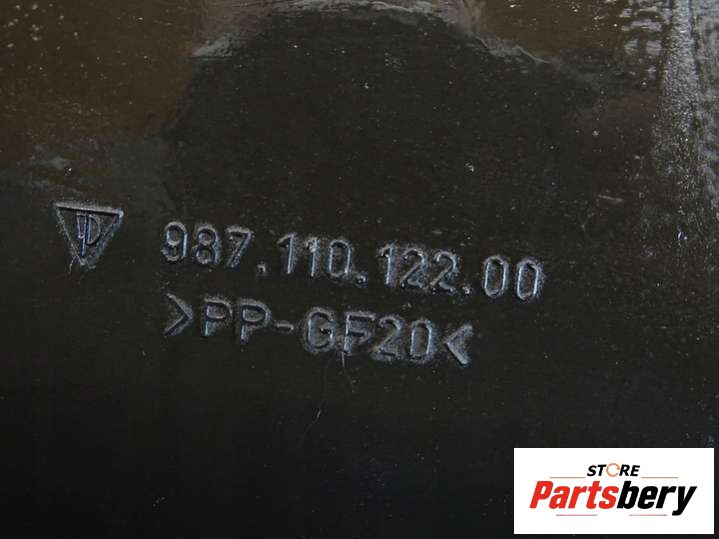 987.110.122.00
>PP-GF20<
STORE
Partsbery